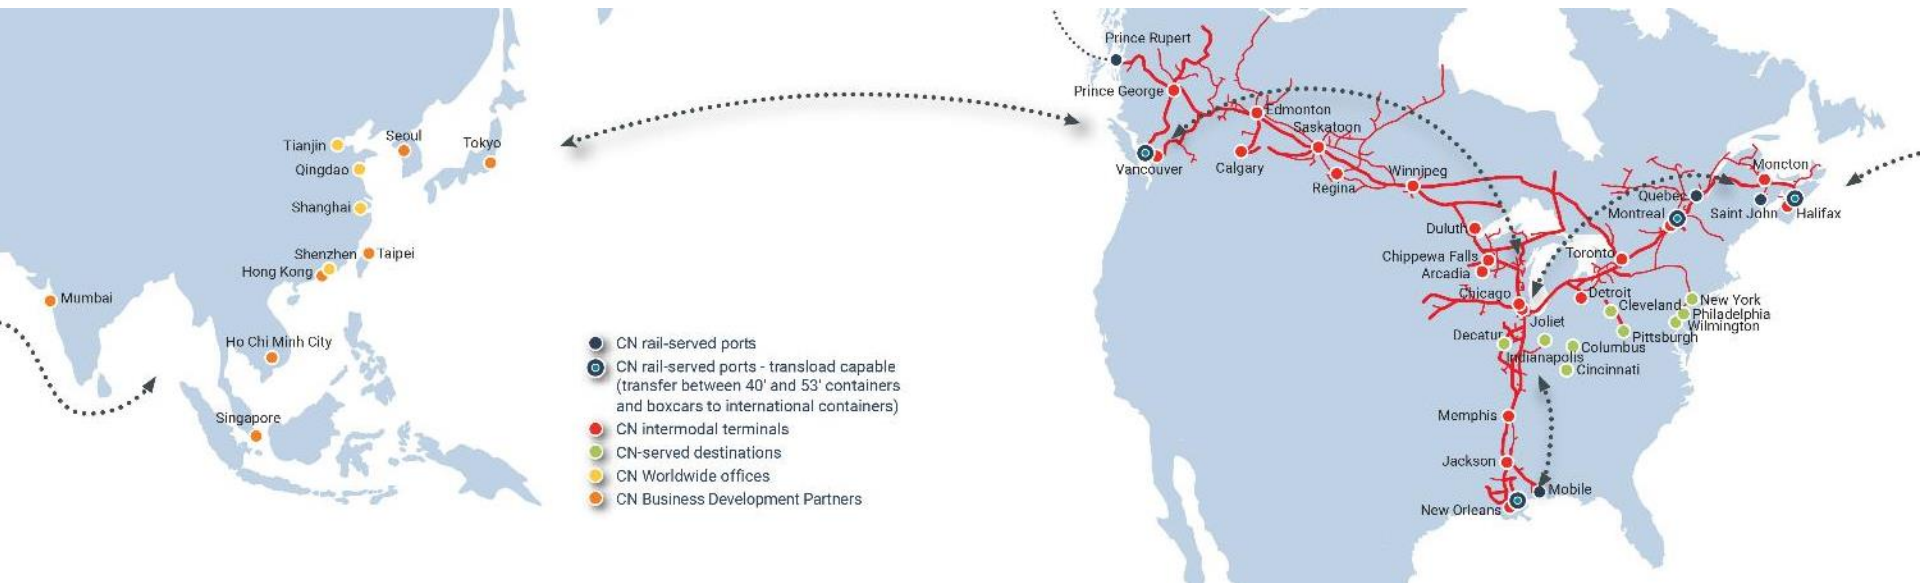 Tianjin
Seoul
Tokyo
Qingdao
Shanghai
Shenzhen
Taipei
Hong Kong
Mumbai
Ho Chi Minh City
Singapore
CN rail-served ports
CN rail-served ports - transload capable
(transfer between 40' and 53' containers
and boxcars to international containers)
CN intermodal terminals
CN-served destinations
CN Worldwide offices
CN Business Development Partners
Prince Rupert
Prince George
Edmonton
Saskatoon
Vancouver
Calgary
Regina
Winnipeg
Moncton
Quebec
Montreal
Saint John
Halifax
Duluth
Chippewa Falls
Arcadia
Toronto
Chicago
Detroit
Cleveland
New York
Philadelphia
Wilmington
Joliet
Decatur
Pittsburgh
Indianapolis
Columbus
Cincinnati
Memphis
Jackson
Mobile
New Orleans